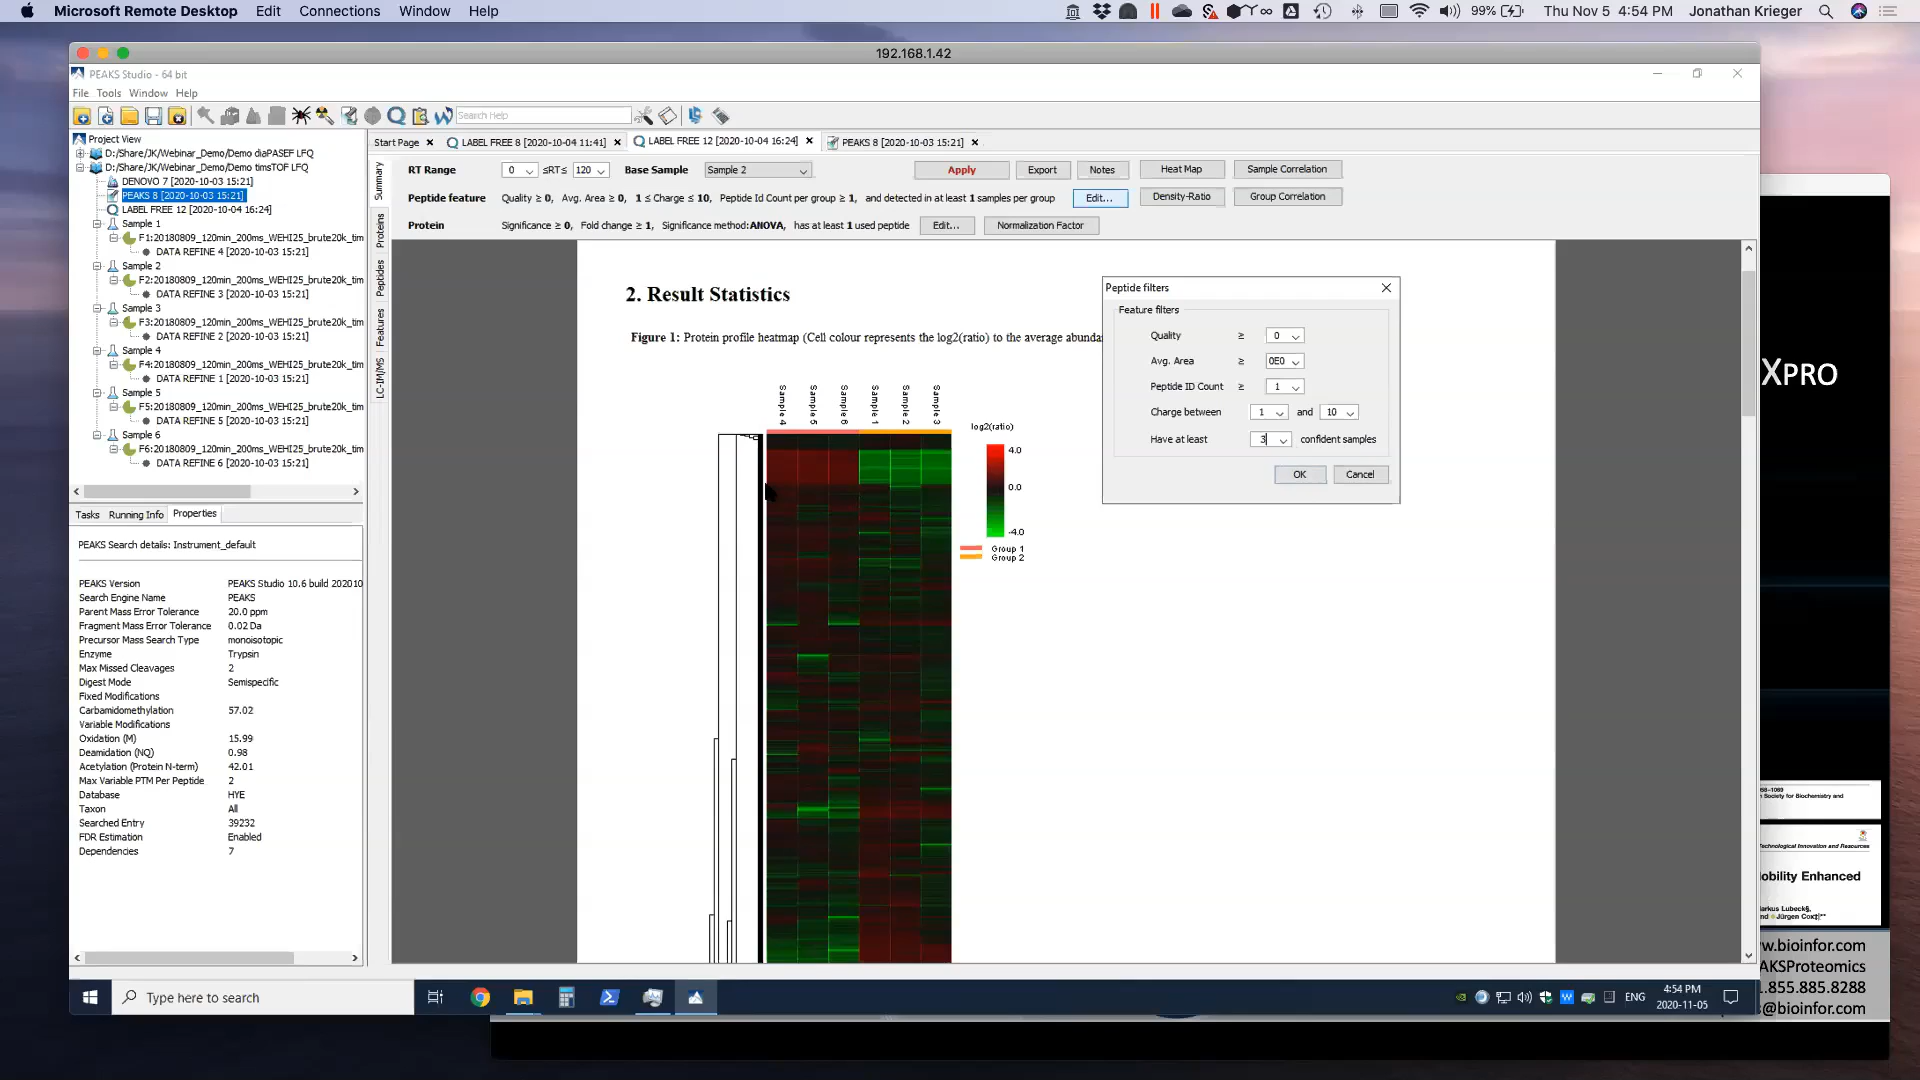 Microsoft Remote Desktop Edit Connections Window Help
99% Thu Nov 5 4:54 PM Jonathan Krieger
192.168.1.42
PEAKS Studio - 64 bit
File Tools Window Help
Search Help
Project View
D:/Share/JK/Webinar_Demo/Demo diaPASEF LFQ
D:/Share/JK/Webinar_Demo/Demo timsTOF LFQ
DENOVO 7 [2020-10-03 15:21]
PEAKS 8 [2020-10-03 15:21]
LABEL FREE 12 [2020-10-04 16:24]
Sample 1
F1:20180809_120min_200ms_WEHI25_brute20k_tim
DATA REFINE 4 [2020-10-03 15:21]
Sample 2
F2:20180809_120min_200ms_WEHI25_brute20k_tim
DATA REFINE 3 [2020-10-03 15:21]
Sample 3
F3:20180809_120min_200ms_WEHI25_brute20k_tim
DATA REFINE 2 [2020-10-03 15:21]
Sample 4
F4:20180809_120min_200ms_WEHI25_brute20k_tim
DATA REFINE 1 [2020-10-03 15:21]
Sample 5
F5:20180809_120min_200ms_WEHI25_brute20k_tim
DATA REFINE 5 [2020-10-03 15:21]
Sample 6
F6:20180809_120min_200ms_WEHI25_brute20k_tim
DATA REFINE 6 [2020-10-03 15:21]
Tasks Running Info Properties
PEAKS Search details: Instrument_default
PEAKS Version PEAKS Studio 10.6 build 202010
Search Engine Name PEAKS
Parent Mass Error Tolerance 20.0 ppm
Fragment Mass Error Tolerance 0.02 Da
Precursor Mass Search Type monoisotopic
Enzyme Trypsin
Max Missed Cleavages 2
Digest Mode Semispecific
Fixed Modifications
Carbamidomethylation 57.02
Variable Modifications
Oxidation (M) 15.99
Deamidation (NQ) 0.98
Acetylation (Protein N-term) 42.01
Max Variable PTM Per Peptide 2
Database HYE
Taxon All
Searched Entry 39232
FDR Estimation Enabled
Dependencies 7
Start Page LABEL FREE 8 [2020-10-04 11:41] LABEL FREE 12 [2020-10-04 16:24] PEAKS 8 [2020-10-03 15:21]
Summary
Proteins
Peptides
Features
LC-IM/MS
RT Range 0 ≤RT≤ 120 Base Sample Sample 2 Apply Export Notes Heat Map Sample Correlation
Peptide feature Quality ≥ 0, Avg. Area ≥ 0, 1 ≤ Charge ≤ 10, Peptide Id Count per group ≥ 1, and detected in at least 1 samples per group Edit... Density-Ratio Group Correlation
Protein Significance ≥ 0, Fold change ≥ 1, Significance method:ANOVA, has at least 1 used peptide Edit... Normalization Factor
2. Result Statistics
Figure 1: Protein profile heatmap (Cell colour represents the log2(ratio) to the average abunda
Sample 4
Sample 5
Sample 6
Sample 1
Sample 2
Sample 3
log2(ratio)
4.0
0.0
-4.0
Group 1
Group 2
Peptide filters
Feature filters
Quality ≥ 0
Avg. Area ≥ 0E0
Peptide ID Count ≥ 1
Charge between 1 and 10
Have at least 3 confident samples
OK Cancel
XPRO
n Society for Biochemistry and
echnological Innovation and Resources
obility Enhanced
arkus Lubeck§,
w.bioinfor.com
AKSProteomics
.855.885.8288
s@bioinfor.com
Type here to search
ENG
4:54 PM
2020-11-05